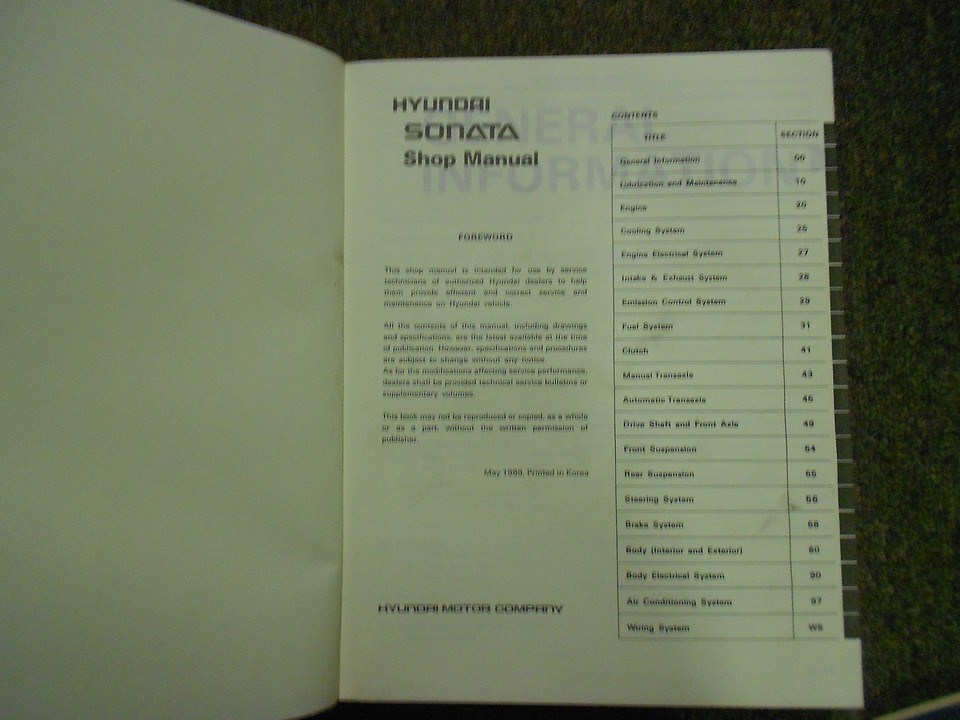 HYUNDAI
SONATA
Shop Manual
FOREWORD
This shop manual is intended for use by service
technicians of authorized Hyundai dealers to help
them provide efficient and correct service and
maintenance on Hyundai vehicle.
All the contents of this manual, including drawings
and specifications, are the latest available at the time
of publication. However, specifications and procedures
are subject to change without any notice.
As for the modifications affecting service performance,
dealers shall be provided technical service bulletins or
supplementary volumes.
This book may not be reproduced or copied, as a whole
or as a part, without the written permission of
publisher.
May 1989, Printed in Korea
HYUNDAI MOTOR COMPANY
CONTENTS
TITLE SECTION
General Information 00
Lubrication and Maintenance 10
Engine 20
Cooling System 25
Engine Electrical System 27
Intake & Exhaust System 28
Emission Control System 29
Fuel System 31
Clutch 41
Manual Transaxle 43
Automatic Transaxle 45
Drive Shaft and Front Axle 49
Front Suspension 54
Rear Suspension 55
Steering System 56
Brake System 58
Body (Interior and Exterior) 80
Body Electrical System 90
Air Conditioning System 97
Wiring System WS
GENERAL
INFORMATION